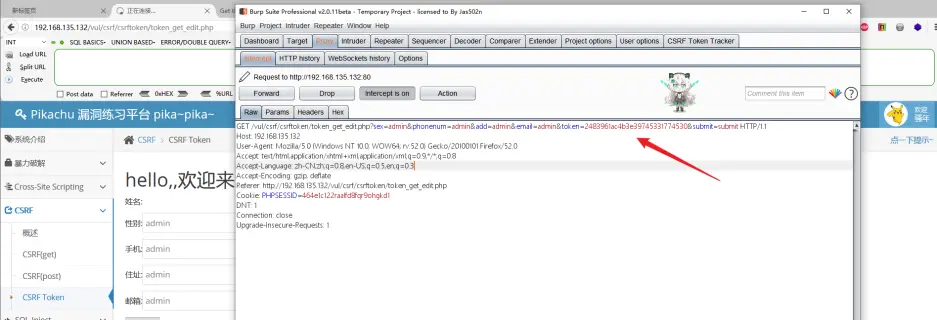 新标签页
正在连接...
Get
192.168.135.132/vul/csrf/csrftoken/token_get_edit.php
INT
SQL BASICS- UNION BASED- ERROR/DOUBLE QUERY-
Load URL
Split URL
Execute
Post data
Referrer
0xHEX
%URL
Pikachu 漏洞练习平台 pika~pika~
系统介绍
暴力破解
Cross-Site Scripting
CSRF
概述
CSRF(get)
CSRF(post)
CSRF Token
SQL-Inject
CSRF
CSRF Token
hello,,欢迎来
姓名:
性别: admin
手机: admin
住址: admin
邮箱: admin
Burp Suite Professional v2.0.11beta - Temporary Project - licensed to By Jas502n
Burp Project Intruder Repeater Window Help
Dashboard Target Proxy Intruder Repeater Sequencer Decoder Comparer Extender Project options User options CSRF Token Tracker
Intercept HTTP history WebSockets history Options
Request to http://192.168.135.132:80
Forward Drop Intercept is on Action
Comment this item
Raw Params Headers Hex
GET /vul/csrf/csrftoken/token_get_edit.php?sex=admin&phonenum=admin&add=admin&email=admin&token=2483961ac4b3e39745331774530&submit=submit HTTP/1.1
Host: 192.168.135.132
User-Agent: Mozilla/5.0 (Windows NT 10.0; WOW64; rv:52.0) Gecko/20100101 Firefox/52.0
Accept: text/html,application/xhtml+xml,application/xml;q=0.9,*/*;q=0.8
Accept-Language: zh-CN,zh;q=0.8,en-US;q=0.5,en;q=0.3
Accept-Encoding: gzip, deflate
Referer: http://192.168.135.132/vul/csrf/csrftoken/token_get_edit.php
Cookie: PHPSESSID=464elc122raalfd8fqr9ohgkd1
DNT: 1
Connection: close
Upgrade-Insecure-Requests: 1
欢迎
骚年
点一下提示~